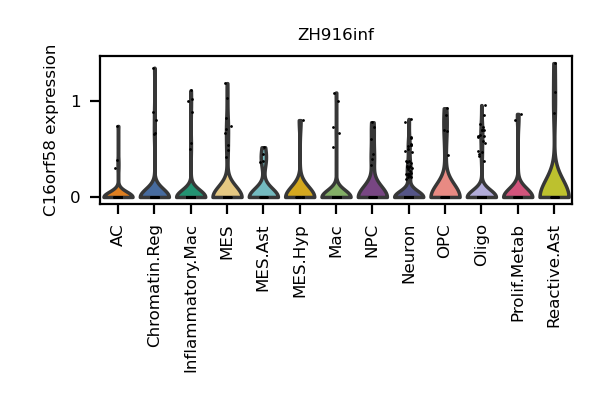 ZH916inf
C16orf58 expression
1
0
AC
Chromatin.Reg
Inflammatory.Mac
MES
MES.Ast
MES.Hyp
Mac
NPC
Neuron
OPC
Oligo
Prolif.Metab
Reactive.Ast